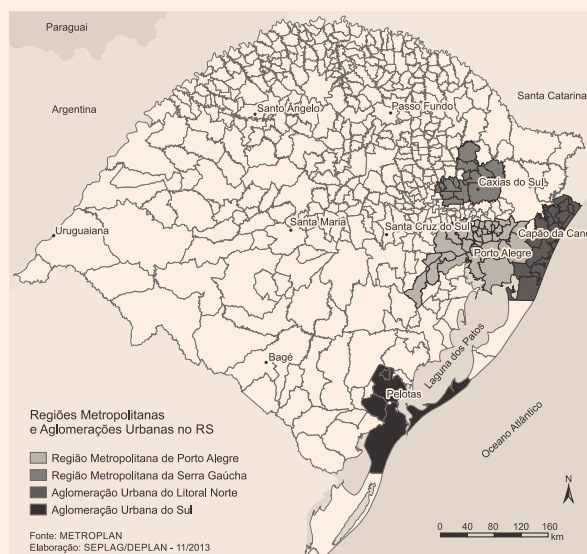 Paraguai
Argentina
Santa Catarina
Santo Ângelo
Passo Fundo
Caxias do Sul
Santa Maria
Santa Cruz do Sul
Uruguaiana
Capão da Cano
Porto Alegre
Bagé
Laguna dos Patos
Pelotas
Oceano Atlântico
Regiões Metropolitanas
e Aglomerações Urbanas no RS
Região Metropolitana de Porto Alegre
Região Metropolitana da Serra Gaúcha
Aglomeração Urbana do Litoral Norte
Aglomeração Urbana do Sul
N
0 40 80 120 160
km
Fonte: METROPLAN
Elaboração: SEPLAG/DEPLAN - 11/2013